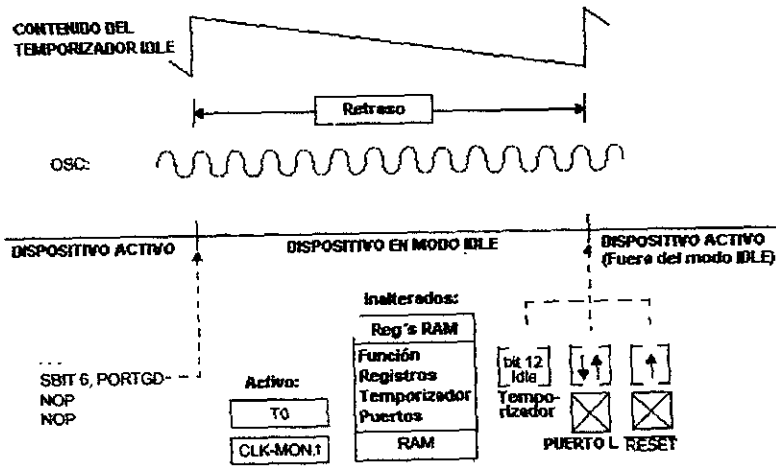 CONTENIDO DEL
TEMPORIZADOR IDLE
Retraso
OSC:
DISPOSITIVO ACTIVO
DISPOSITIVO EN MODO IDLE
DISPOSITIVO ACTIVO
(Fuera del modo IDLE)
...
SBIT 6, PORTGD
NOP
NOP
Activo:
T0
CLK-MON.↑
Inalterados:
Reg´s RAM
Función
Registros
Temporizador
Puertos
RAM
bit 12
Idle
Tempo-
rizador
PUERTO L
RESET